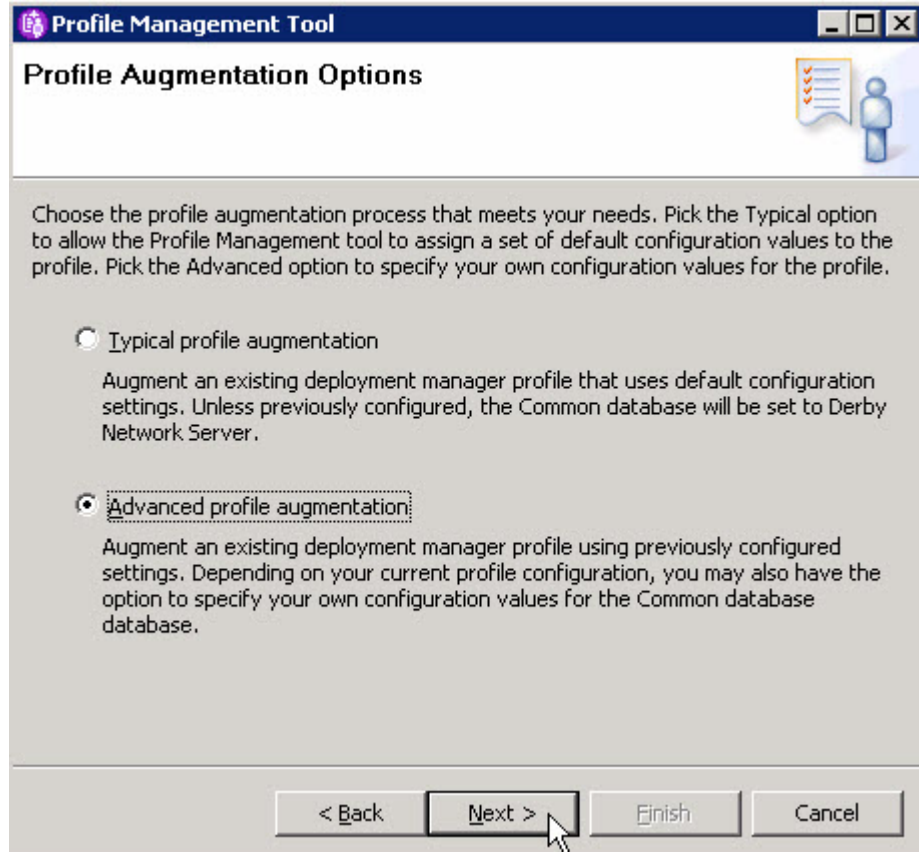 Profile Management Tool
Profile Augmentation Options
Choose the profile augmentation process that meets your needs. Pick the Typical option
to allow the Profile Management tool to assign a set of default configuration values to the
profile. Pick the Advanced option to specify your own configuration values for the profile.
Typical profile augmentation
Augment an existing deployment manager profile that uses default configuration
settings. Unless previously configured, the Common database will be set to Derby
Network Server.
Advanced profile augmentation
Augment an existing deployment manager profile using previously configured
settings. Depending on your current profile configuration, you may also have the
option to specify your own configuration values for the Common database
database.
< Back Next > Finish Cancel